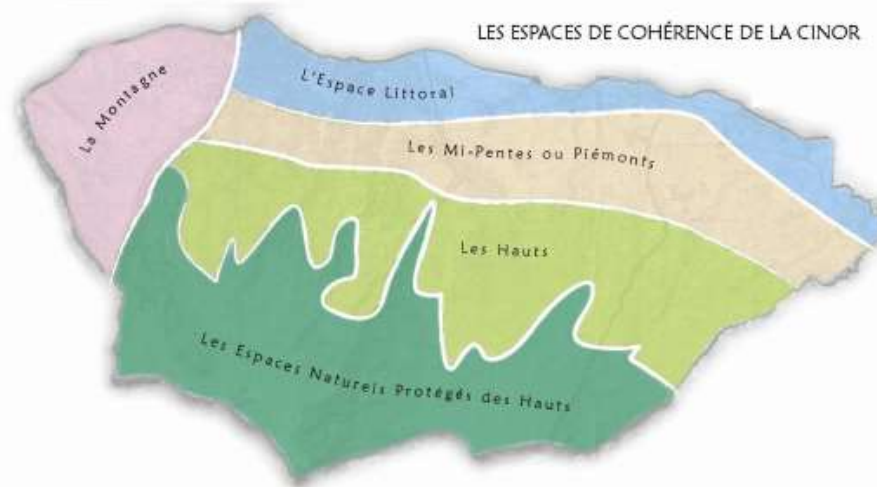 LES ESPACES DE COHÉRENCE DE LA CINOR
La Montagne
L'Espace Littoral
Les Mi-Pentes ou Piémonts
Les Hauts
Les Espaces Naturels Protégés des Hauts